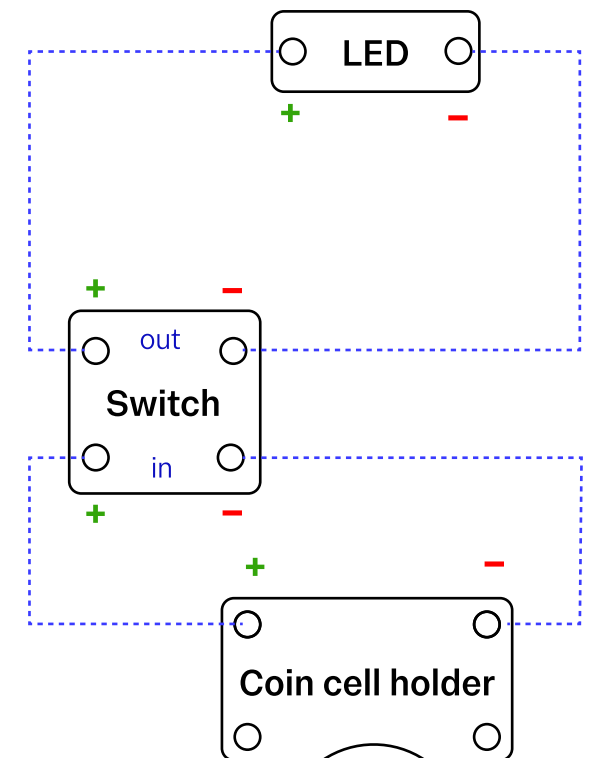 LED
+ −
+ −
out
Switch
in
+ −
+ −
Coin cell holder